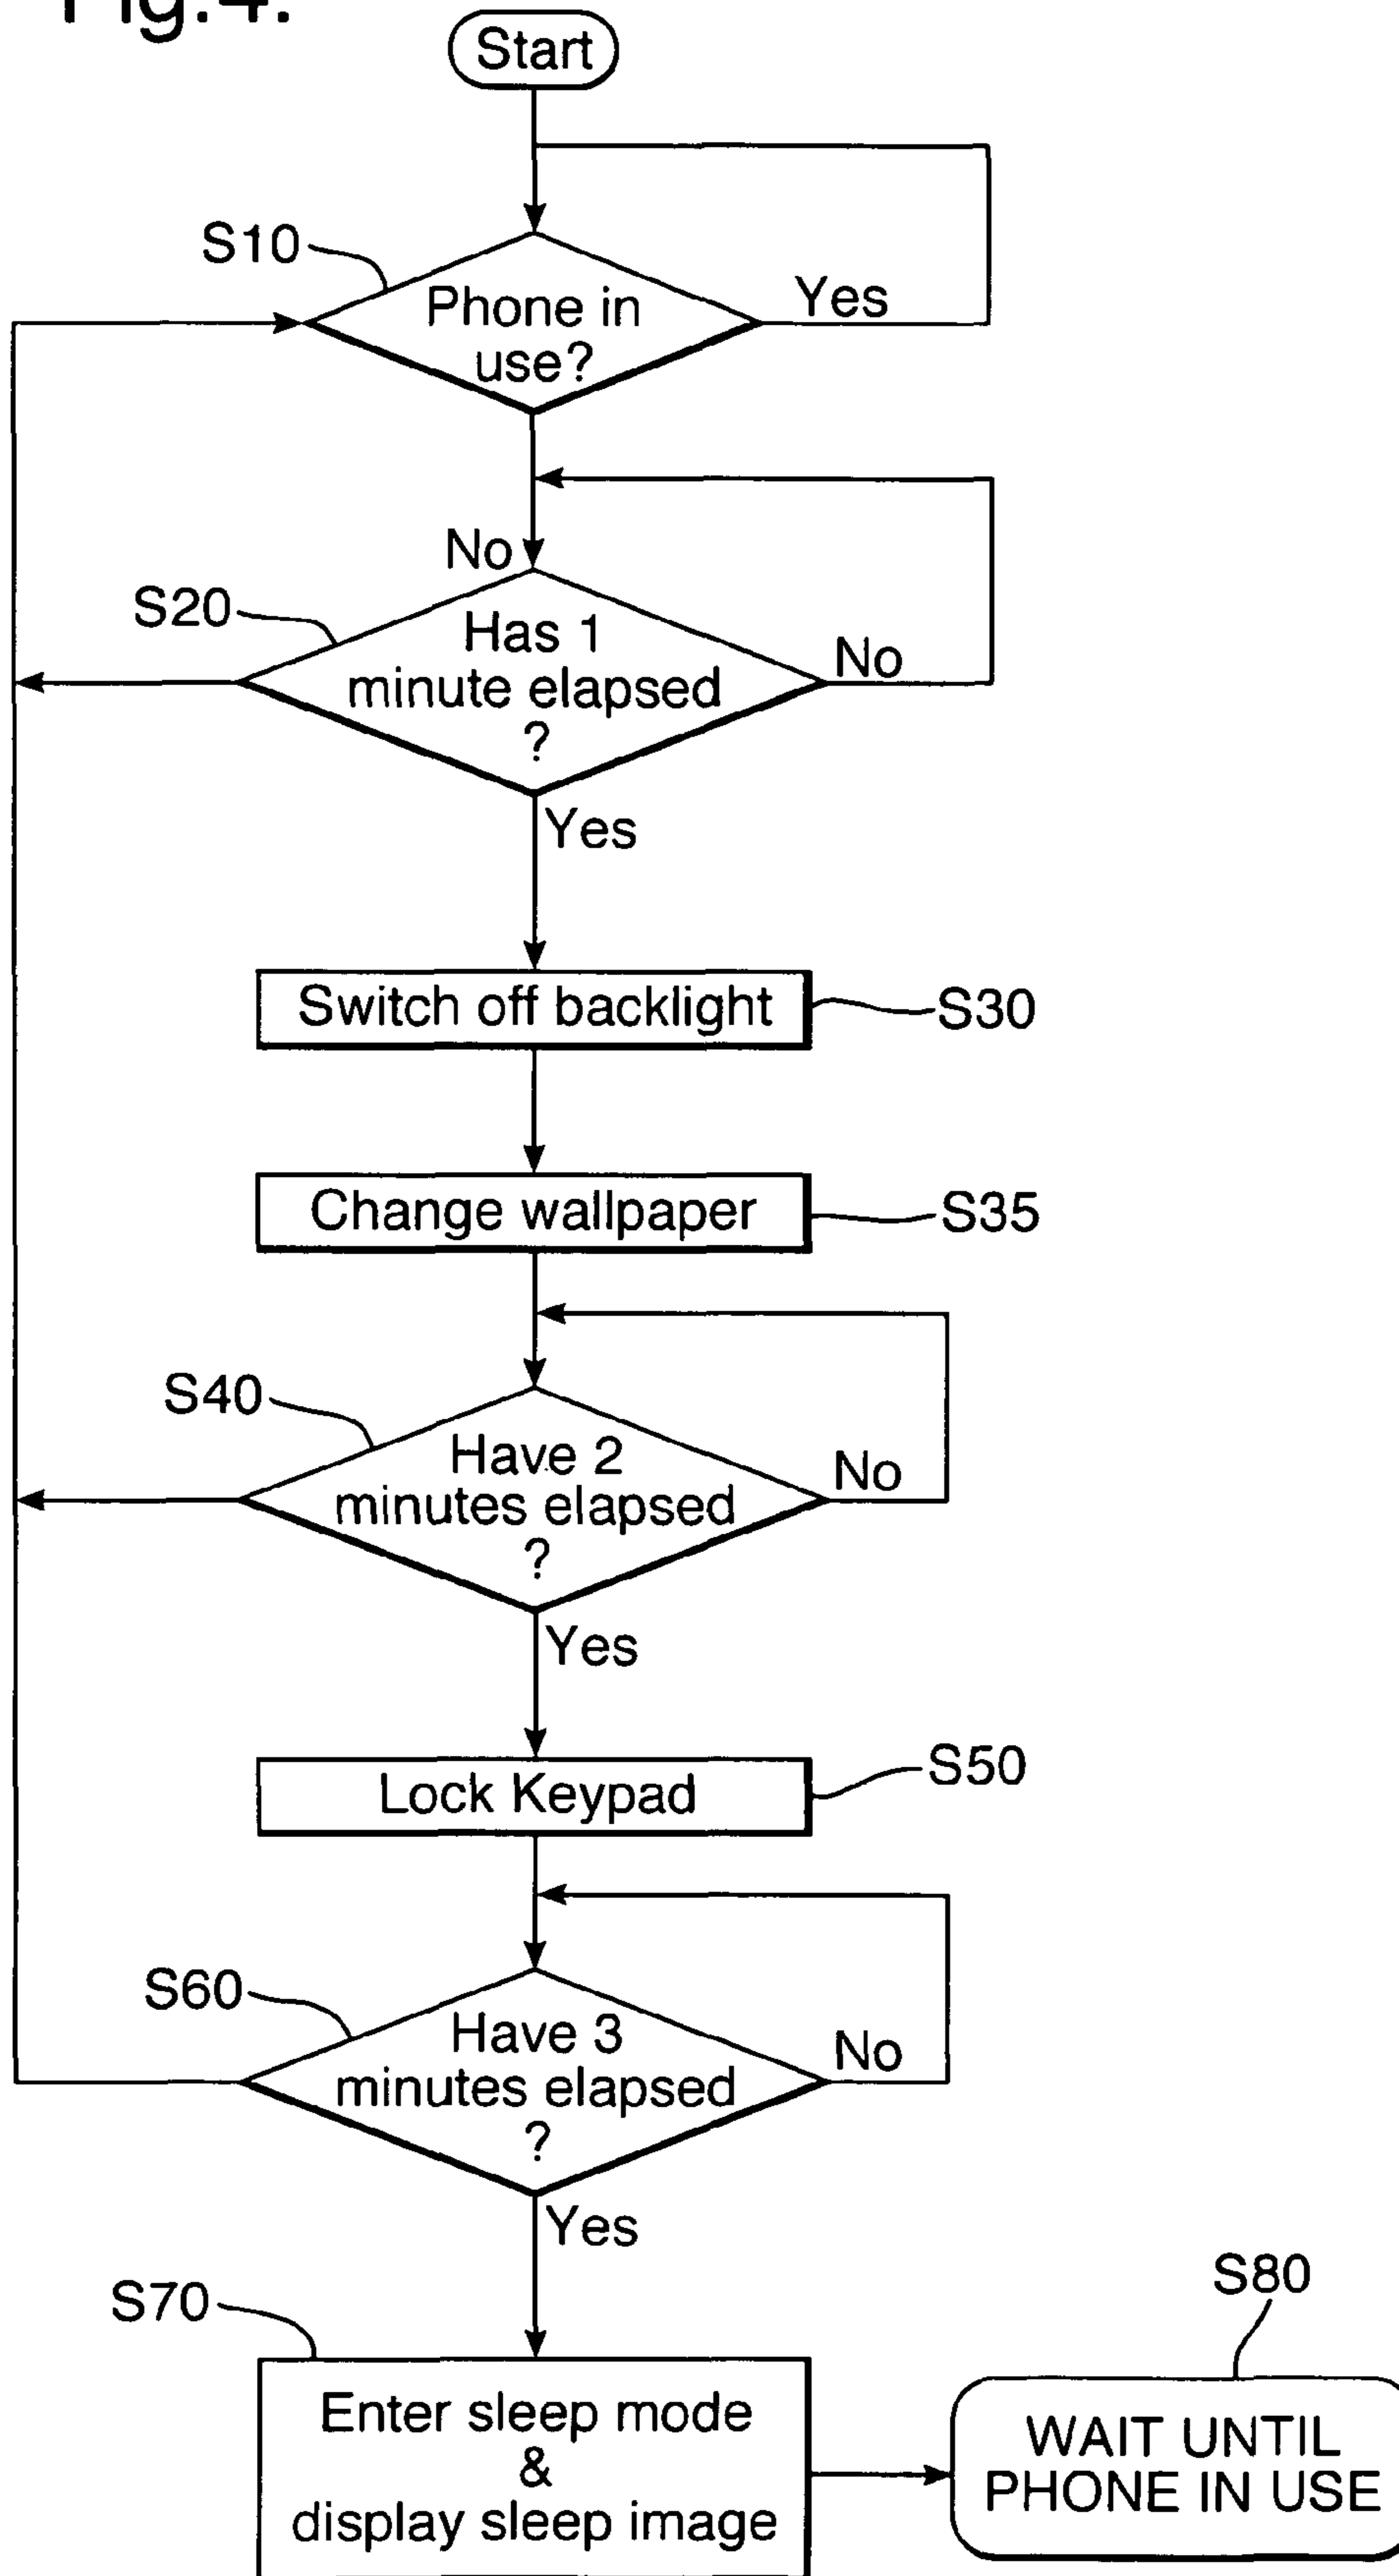 Fig.4.
Start
S10
Phone in
use?
Yes
No
S20
Has 1
minute elapsed
?
No
Yes
Switch off backlight
S30
Change wallpaper
S35
S40
Have 2
minutes elapsed
?
No
Yes
Lock Keypad
S50
S60
Have 3
minutes elapsed
?
No
Yes
S70
Enter sleep mode
&
display sleep image
S80
WAIT UNTIL
PHONE IN USE